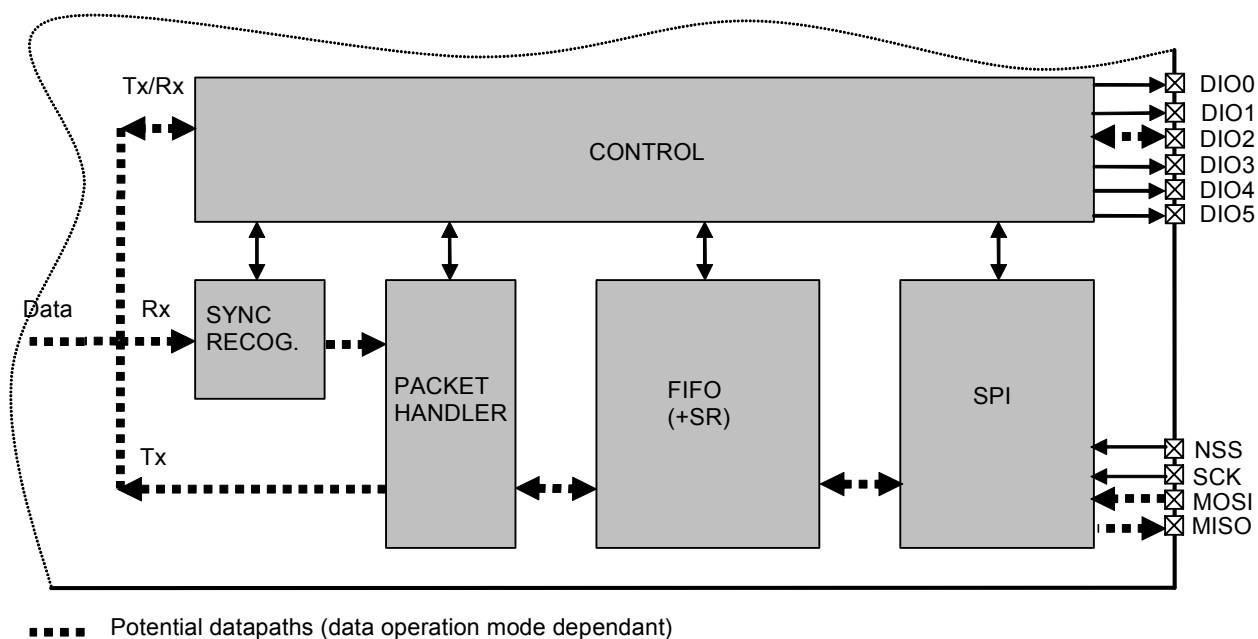 Tx/Rx
CONTROL
DIO0
DIO1
DIO2
DIO3
DIO4
DIO5
Data
Rx
SYNC
RECOG.
PACKET
HANDLER
FIFO
(+SR)
SPI
Tx
NSS
SCK
MOSI
MISO
Potential datapaths (data operation mode dependant)